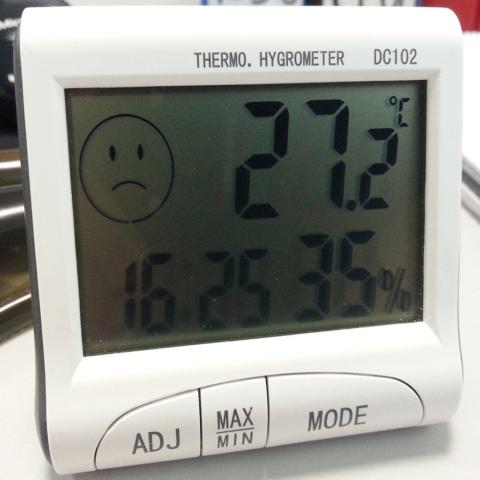 THERMO. HYGROMETER DC102
27.2 °C
16:25 35%
ADJ
MAX
MIN
MODE